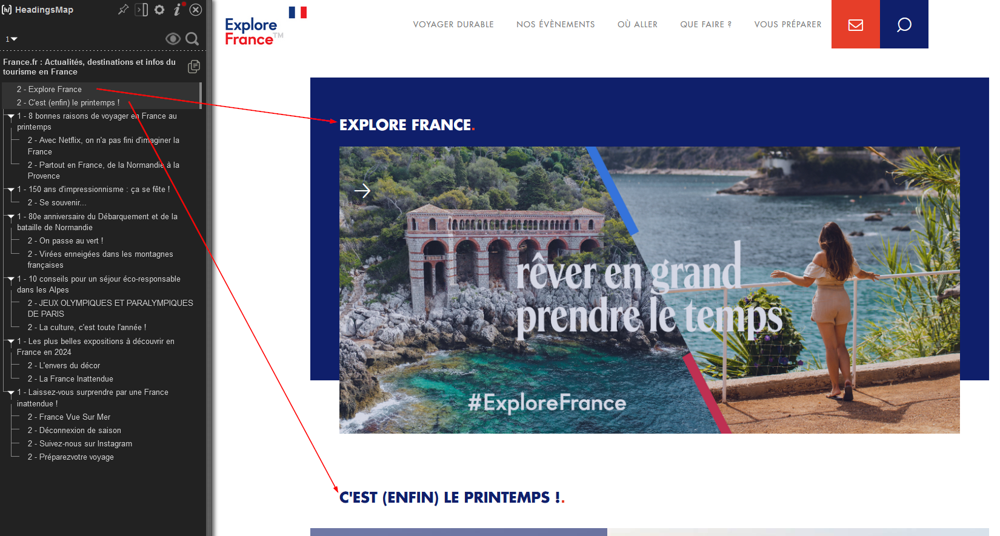 HeadingsMap
1
France.fr : Actualités, destinations et infos du
tourisme en France
2 - Explore France
2 - C'est (enfin) le printemps !
1 - 8 bonnes raisons de voyager en France au
printemps
2 - Avec Netflix, on n'a pas fini d'imaginer la
France
2 - Partout en France, de la Normandie à la
Provence
1 - 150 ans d'impressionnisme : ça se fête !
2 - Se souvenir...
1 - 80e anniversaire du Débarquement et de la
bataille de Normandie
2 - On passe au vert !
2 - Virées enneigées dans les montagnes
françaises
1 - 10 conseils pour un séjour éco-responsable
dans les Alpes
2 - JEUX OLYMPIQUES ET PARALYMPIQUES
DE PARIS
2 - La culture, c'est toute l'année !
1 - Les plus belles expositions à découvrir en
France en 2024
2 - L'envers du décor
2 - La France Inattendue
1 - Laissez-vous surprendre par une France
inattendue !
2 - France Vue Sur Mer
2 - Déconnexion de saison
2 - Suivez-nous sur Instagram
2 - Préparezvotre voyage
Explore
France™
VOYAGER DURABLE NOS ÉVÈNEMENTS OÙ ALLER QUE FAIRE ? VOUS PRÉPARER
EXPLORE FRANCE.
rêver en grand
prendre le temps
#ExploreFrance
C'EST (ENFIN) LE PRINTEMPS !.